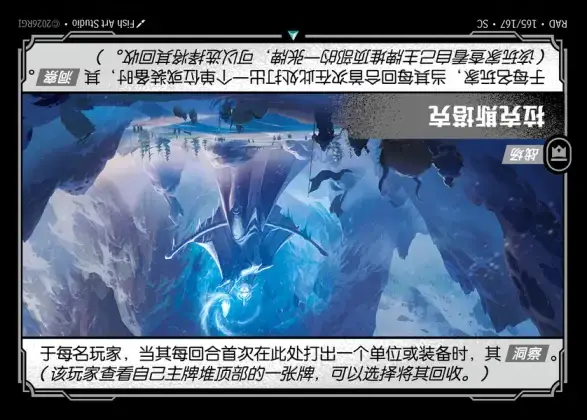 RAD • 165/167 • SC
Fish Art Studio ©2026RGI
于每名玩家，当其每回合首次在此处打出一个单位或装备时，其 洞察 。
（该玩家查看自己主牌堆顶部的一张牌，可以选择将其回收。）
拉克斯塔克
战场
于每名玩家，当其每回合首次在此处打出一个单位或装备时，其 洞察 。
（该玩家查看自己主牌堆顶部的一张牌，可以选择将其回收。）